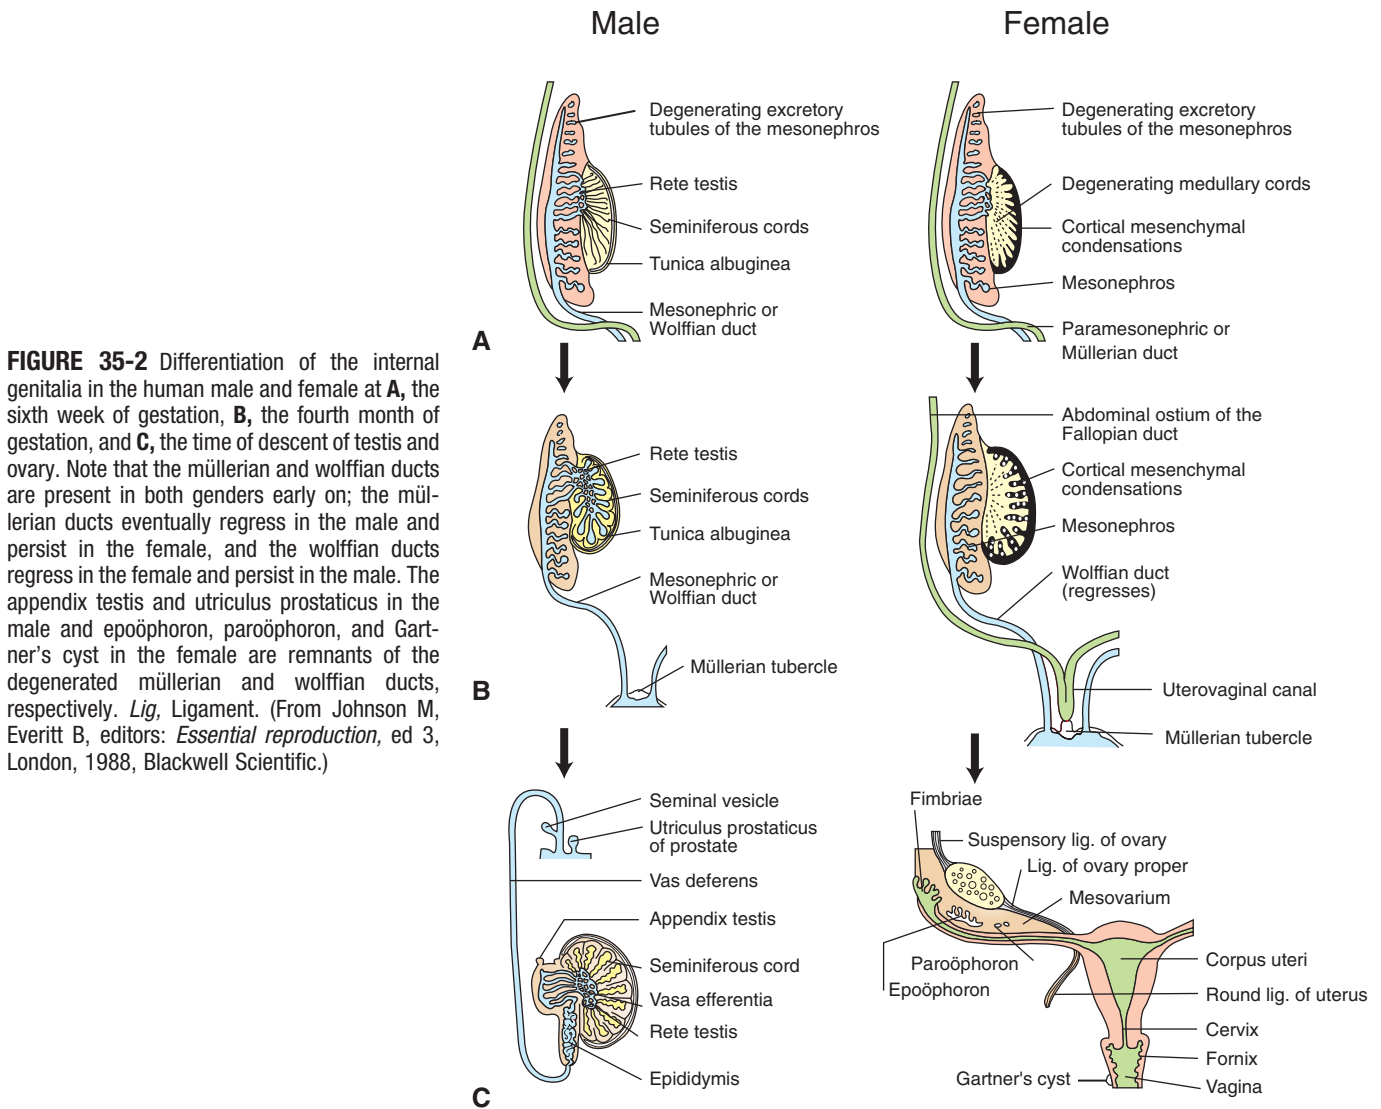 Male
Female
Degenerating excretory
tubules of the mesonephros
Rete testis
Seminiferous cords
Tunica albuginea
Mesonephric or
Wolffian duct
A
Degenerating excretory
tubules of the mesonephros
Degenerating medullary cords
Cortical mesenchymal
condensations
Mesonephros
Paramesonephric or
Müllerian duct
FIGURE 35-2 Differentiation of the internal
genitalia in the human male and female at A, the
sixth week of gestation, B, the fourth month of
gestation, and C, the time of descent of testis and
ovary. Note that the müllerian and wolffian ducts
are present in both genders early on; the mül-
lerian ducts eventually regress in the male and
persist in the female, and the wolffian ducts
regress in the female and persist in the male. The
appendix testis and utriculus prostaticus in the
male and epoöphoron, paroöphoron, and Gart-
ner's cyst in the female are remnants of the
degenerated müllerian and wolffian ducts,
respectively. Lig, Ligament. (From Johnson M,
Everitt B, editors: Essential reproduction, ed 3,
London, 1988, Blackwell Scientific.)
Rete testis
Seminiferous cords
Tunica albuginea
Mesonephric or
Wolffian duct
Müllerian tubercle
B
Abdominal ostium of the
Fallopian duct
Cortical mesenchymal
condensations
Mesonephros
Wolffian duct
(regresses)
Uterovaginal canal
Müllerian tubercle
Seminal vesicle
Utriculus prostaticus
of prostate
Vas deferens
Appendix testis
Seminiferous cord
Vasa efferentia
Rete testis
Epididymis
C
Fimbriae
Suspensory lig. of ovary
Lig. of ovary proper
Mesovarium
Paroöphoron
Epoöphoron
Corpus uteri
Round lig. of uterus
Cervix
Fornix
Gartner's cyst
Vagina